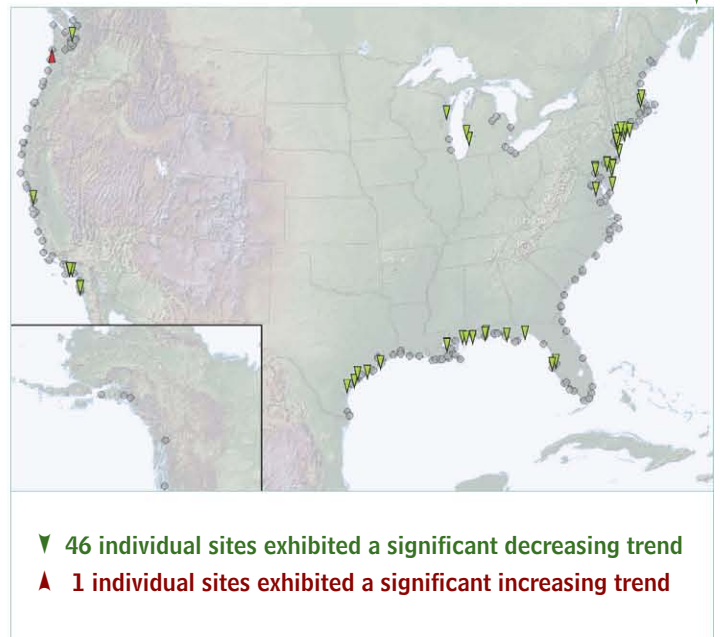 46 individual sites exhibited a significant decreasing trend
1 individual sites exhibited a significant increasing trend